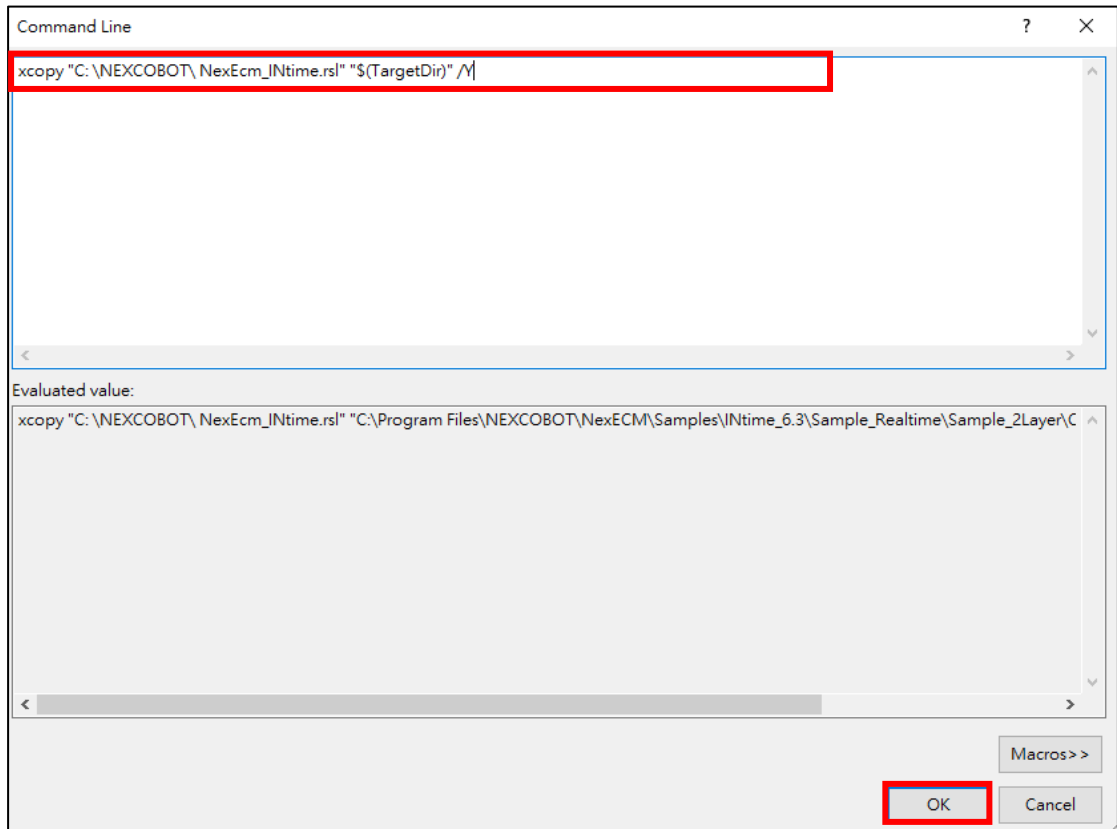 Command Line
xcopy "C: \NEXCOBOT\ NexEcm_INtime.rsl" "$(TargetDir)" /Y
Evaluated value:
xcopy "C: \NEXCOBOT\ NexEcm_INtime.rsl" "C:\Program Files\NEXCOBOT\NexECM\Samples\INtime_6.3\Sample_Realtime\Sample_2Layer\C
Macros>>
OK Cancel